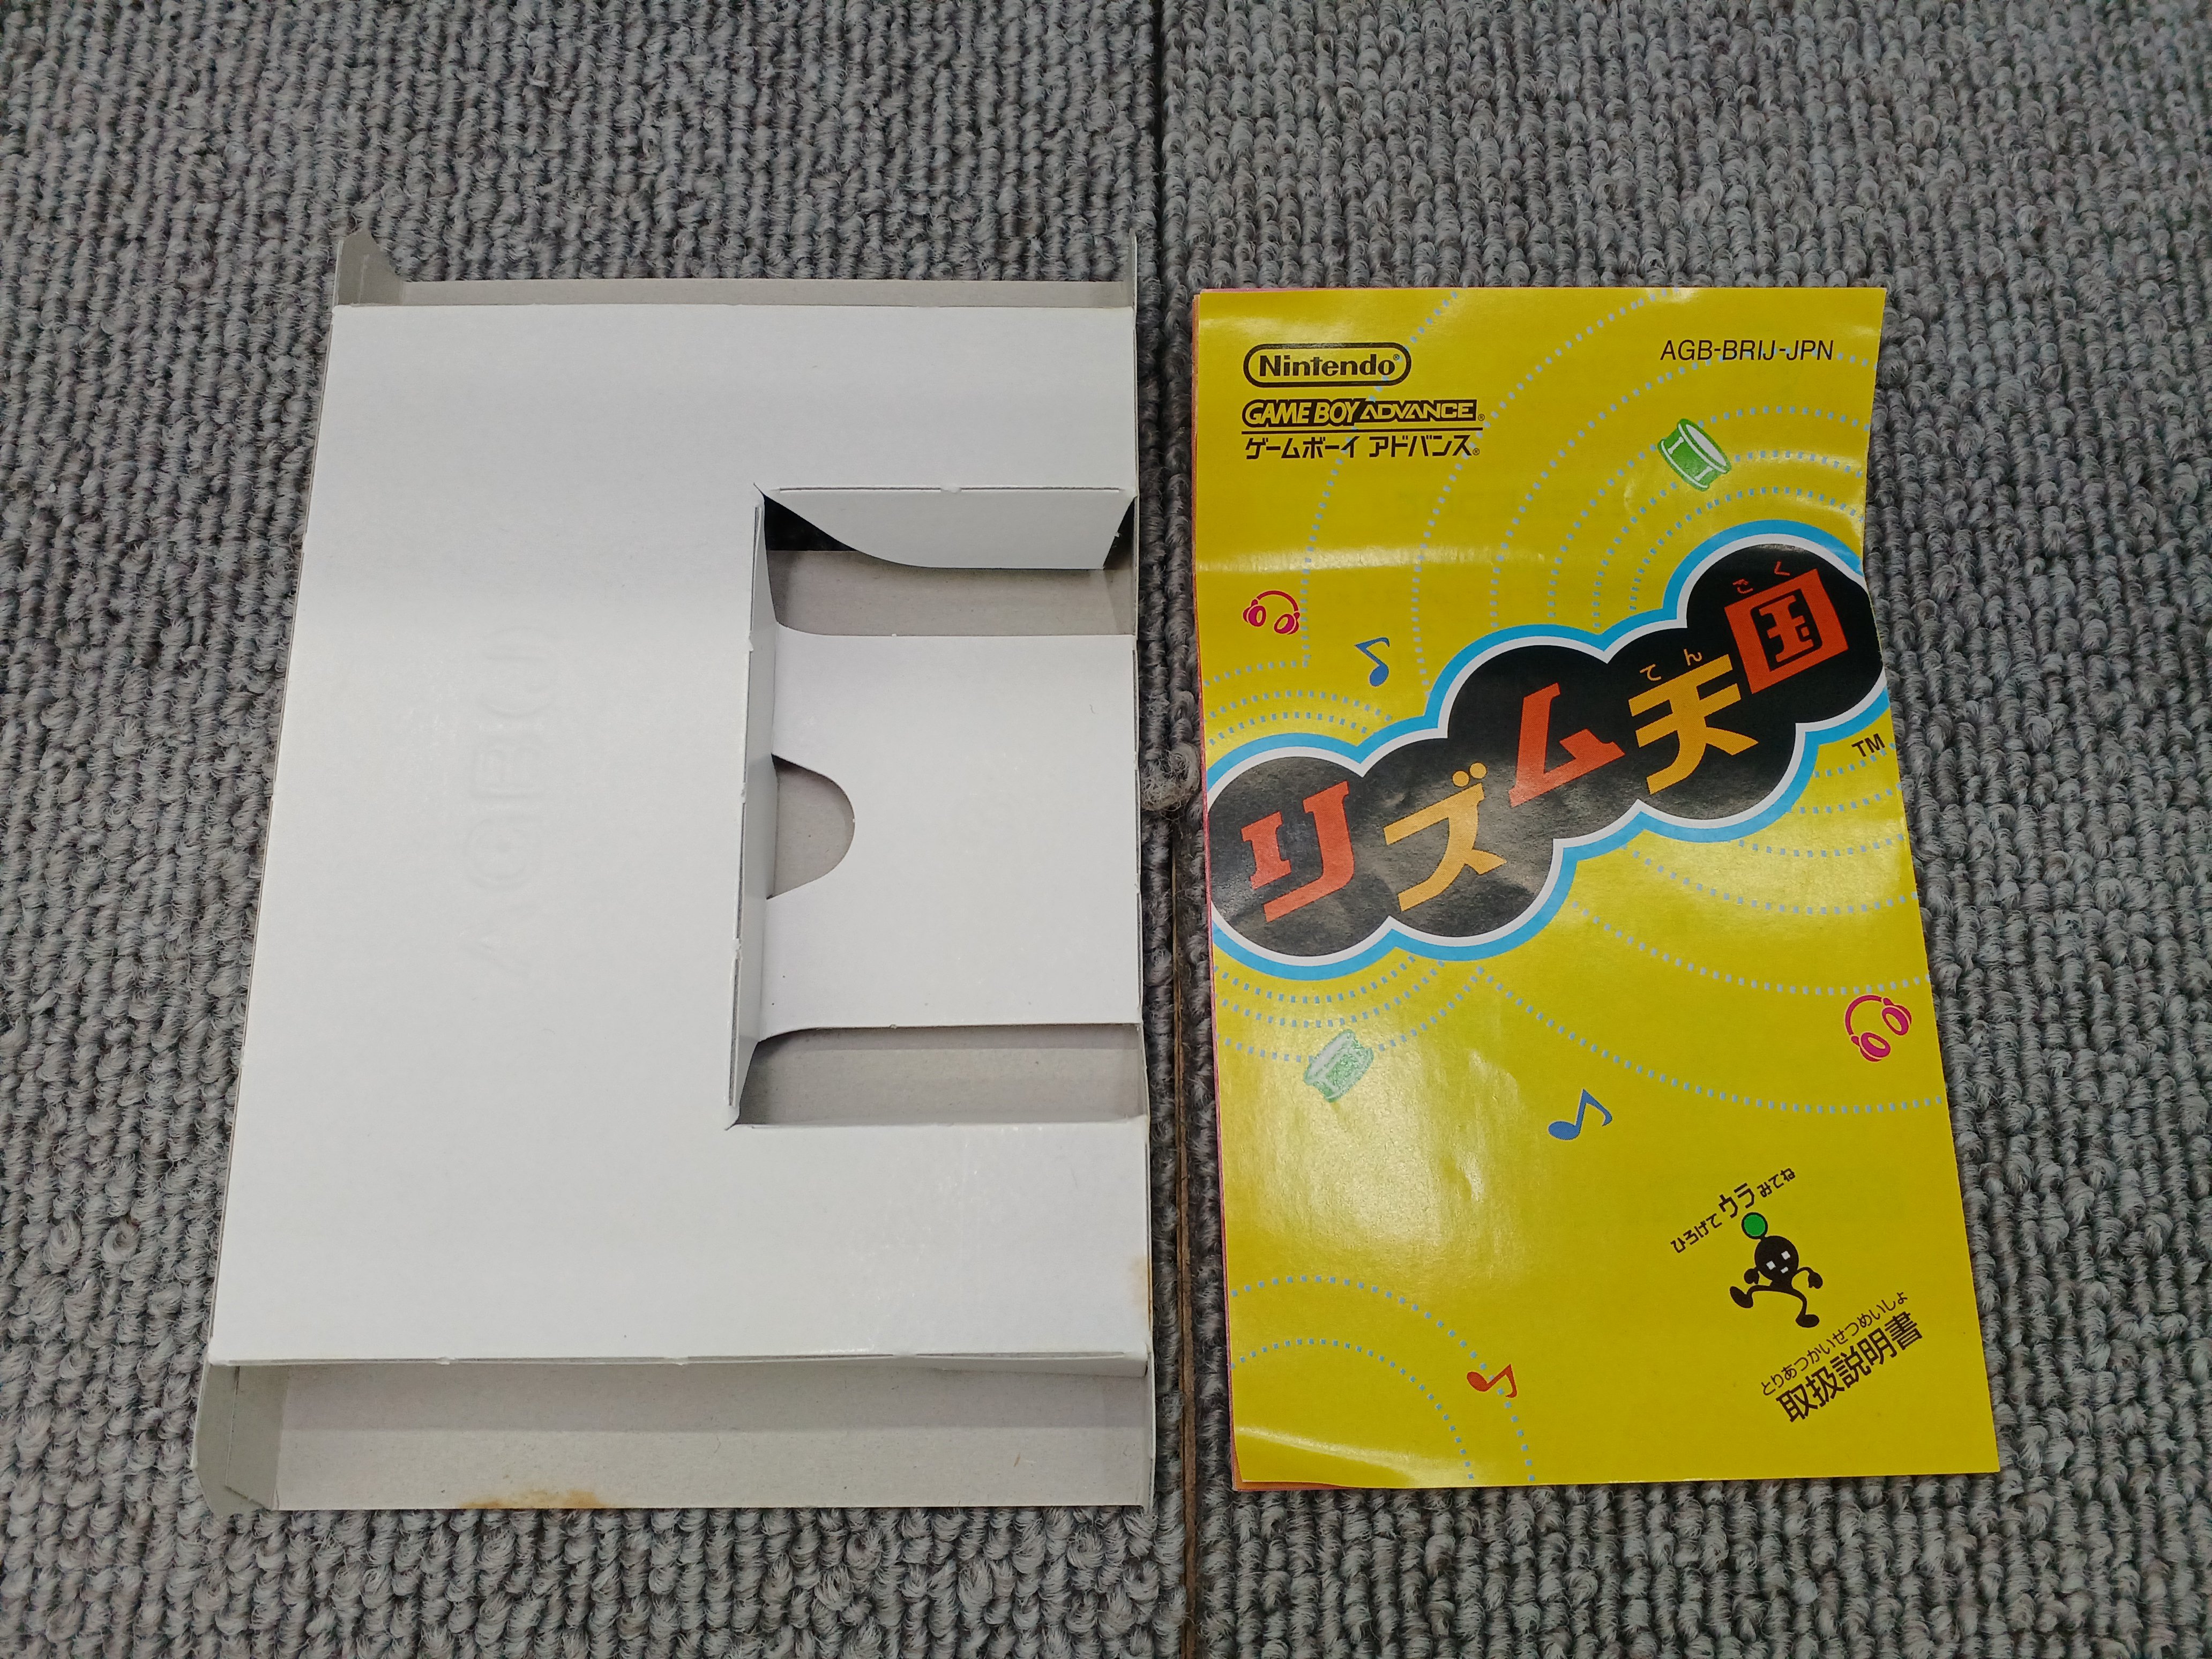 Nintendo®
AGB-BRIJ-JPN
GAME BOY ADVANCE®
ゲームボーイ アドバンス®
ごく
てん
リズム天国
TM
ひろげてウラみてね
とりあつかいせつめいしょ
取扱説明書